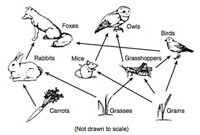 Foxes
Owls
Birds
Rabbits
Mice
Grasshoppers
Carrots
Grasses
Grains
(Not drawn to scale)